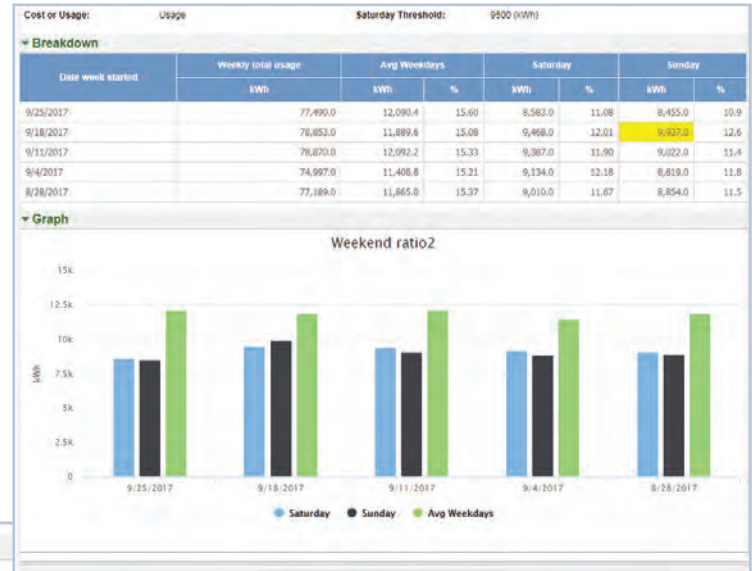 Cost or Usage: Usage Saturday Threshold: 9500 (kWh)
Breakdown
Date week started Weekly total usage Avg Weekdays Saturday Sunday
kWh kWh % kWh % kWh %
9/25/2017 77,490.0 12,090.4 15.60 8,583.0 11.08 8,455.0 10.9
9/18/2017 78,853.0 11,889.6 15.08 9,468.0 12.01 9,937.0 12.6
9/11/2017 78,870.0 12,092.2 15.33 9,387.0 11.90 9,022.0 11.4
9/4/2017 74,997.0 11,408.8 15.21 9,134.0 12.18 8,819.0 11.8
8/28/2017 77,189.0 11,865.0 15.37 9,010.0 11.67 8,854.0 11.5
Graph
Weekend ratio2
15k
12.5k
10k
7.5k
5k
2.5k
0
kWh
9/25/2017 9/18/2017 9/11/2017 9/4/2017 8/28/2017
Saturday Sunday Avg Weekdays